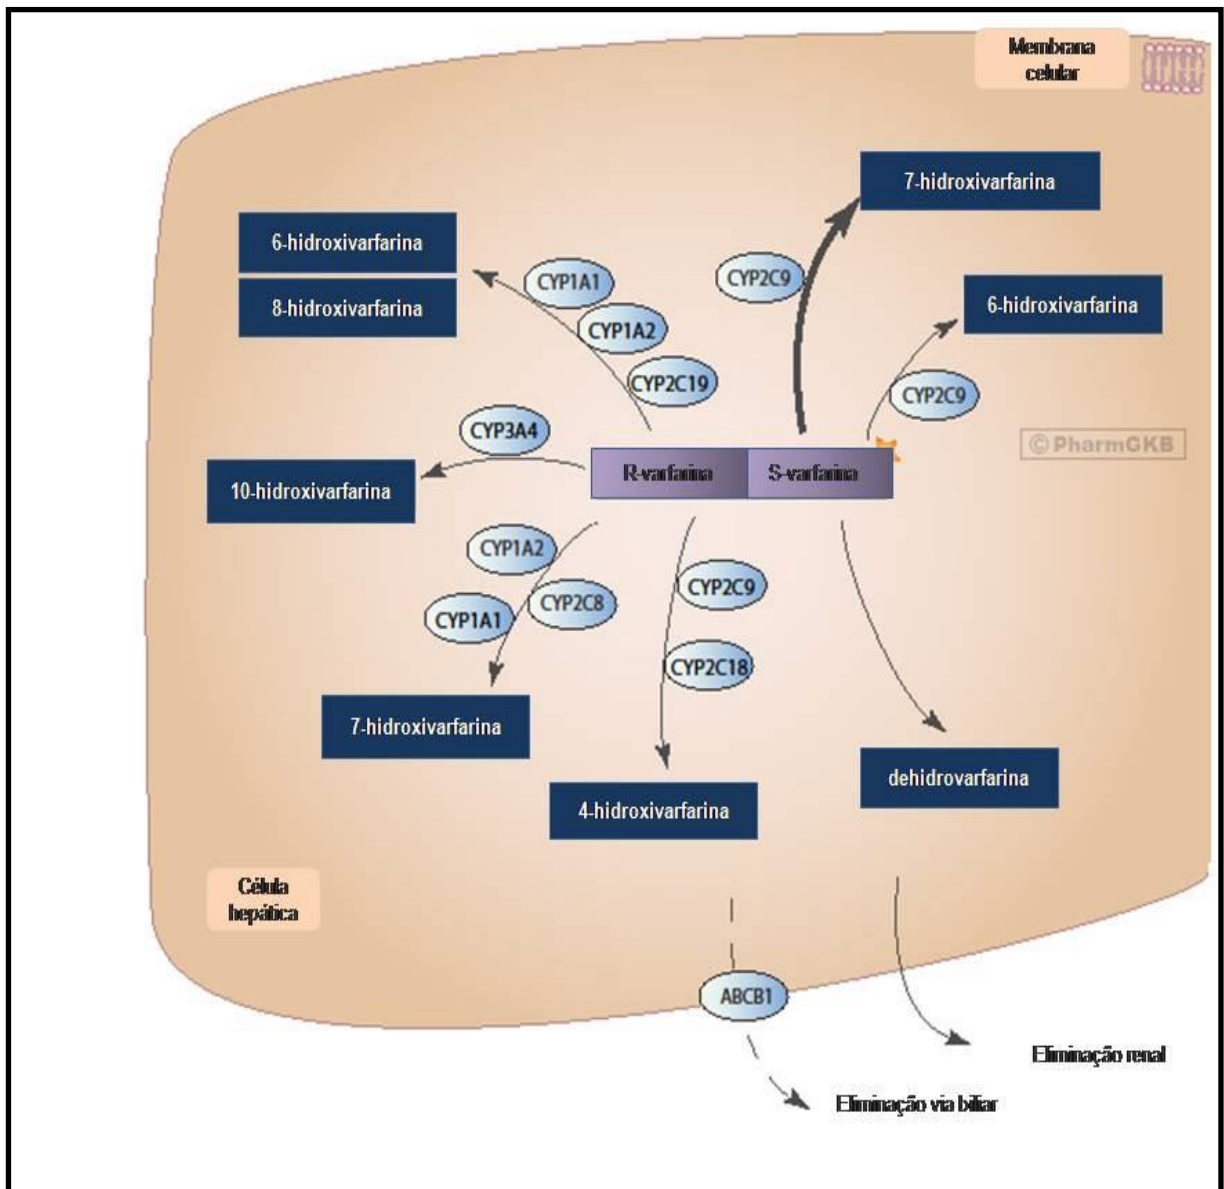 Membrana
celular
7-hidroxivarfarina
6-hidroxivarfarina
8-hidroxivarfarina
CYP1A1
CYP1A2
CYP2C19
CYP2C9
6-hidroxivarfarina
CYP2C9
CYP3A4
©PharmGKB
10-hidroxivarfarina
R-varfarina
S-varfarina
CYP1A2
CYP2C8
CYP1A1
CYP2C9
CYP2C18
7-hidroxivarfarina
4-hidroxivarfarina
dehidrovarfarina
Célula
hepática
ABCB1
Eliminação renal
Eliminação via biliar